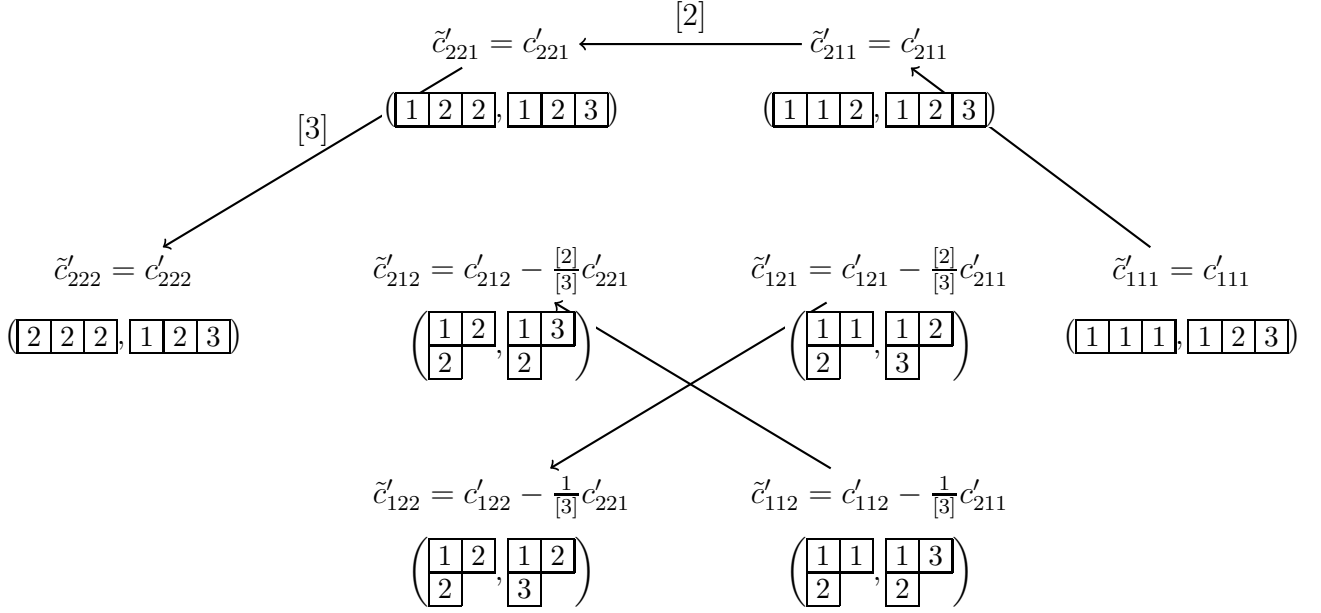 [2]
c̃′₂₂₁ = c′₂₂₁ c̃′₂₁₁ = c′₂₁₁
( 1 2 2 , 1 2 3 ) ( 1 1 2 , 1 2 3 )
[3]
c̃′₂₂₂ = c′₂₂₂ c̃′₂₁₂ = c′₂₁₂ − [2]/[3] c′₂₂₁ c̃′₁₂₁ = c′₁₂₁ − [2]/[3] c′₂₁₁ c̃′₁₁₁ = c′₁₁₁
( 2 2 2 , 1 2 3 ) ( 1 2 / 2 , 1 3 / 2 ) ( 1 1 / 2 , 1 2 / 3 ) ( 1 1 1 , 1 2 3 )
c̃′₁₂₂ = c′₁₂₂ − 1/[3] c′₂₂₁ c̃′₁₁₂ = c′₁₁₂ − 1/[3] c′₂₁₁
( 1 2 / 2 , 1 2 / 3 ) ( 1 1 / 2 , 1 3 / 2 )